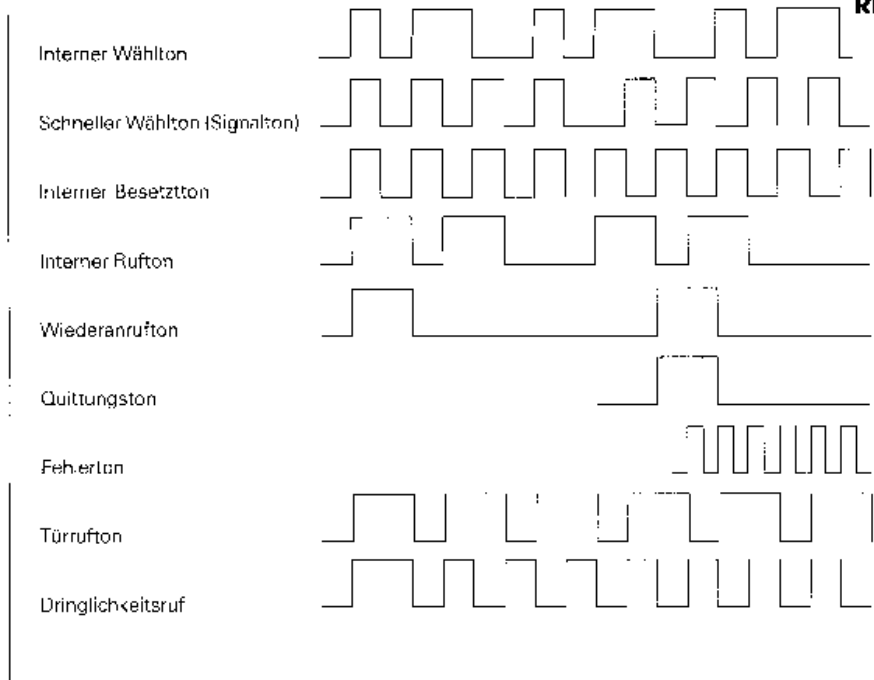 Interner Wählton
Schneller Wählton (Signalton)
Interner Besetztton
Interner Rufton
Wiederanrufton
Quittungston
Fehlerton
Türrufton
Dringlichkeitsruf